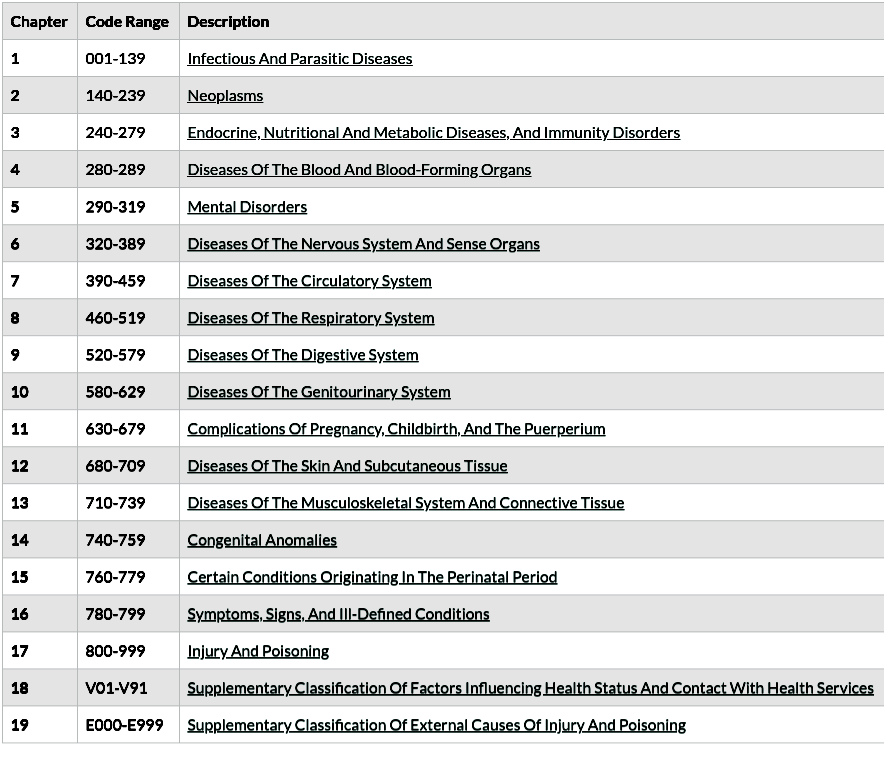 Chapter Code Range Description
1 001-139 Infectious And Parasitic Diseases
2 140-239 Neoplasms
3 240-279 Endocrine, Nutritional And Metabolic Diseases, And Immunity Disorders
4 280-289 Diseases Of The Blood And Blood-Forming Organs
5 290-319 Mental Disorders
6 320-389 Diseases Of The Nervous System And Sense Organs
7 390-459 Diseases Of The Circulatory System
8 460-519 Diseases Of The Respiratory System
9 520-579 Diseases Of The Digestive System
10 580-629 Diseases Of The Genitourinary System
11 630-679 Complications Of Pregnancy, Childbirth, And The Puerperium
12 680-709 Diseases Of The Skin And Subcutaneous Tissue
13 710-739 Diseases Of The Musculoskeletal System And Connective Tissue
14 740-759 Congenital Anomalies
15 760-779 Certain Conditions Originating In The Perinatal Period
16 780-799 Symptoms, Signs, And Ill-Defined Conditions
17 800-999 Injury And Poisoning
18 V01-V91 Supplementary Classification Of Factors Influencing Health Status And Contact With Health Services
19 E000-E999 Supplementary Classification Of External Causes Of Injury And Poisoning